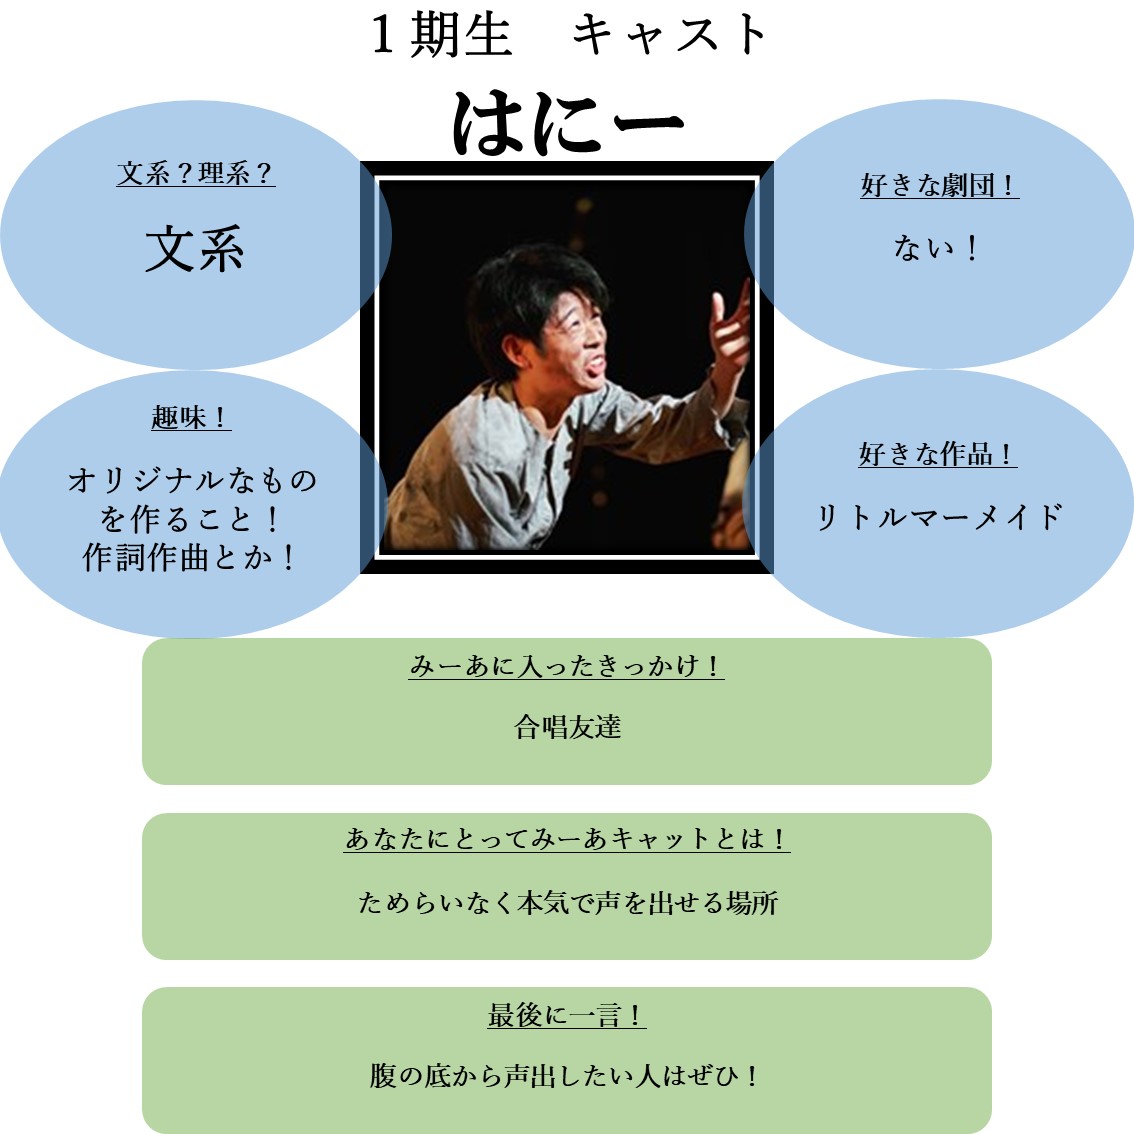 １期生　キャスト
はにー
文系？理系？
文系
好きな劇団！
ない！
趣味！
オリジナルなもの
を作ること！
作詞作曲とか！
好きな作品！
リトルマーメイド
みーあに入ったきっかけ！
合唱友達
あなたにとってみーあキャットとは！
ためらいなく本気で声を出せる場所
最後に一言！
腹の底から声出したい人はぜひ！